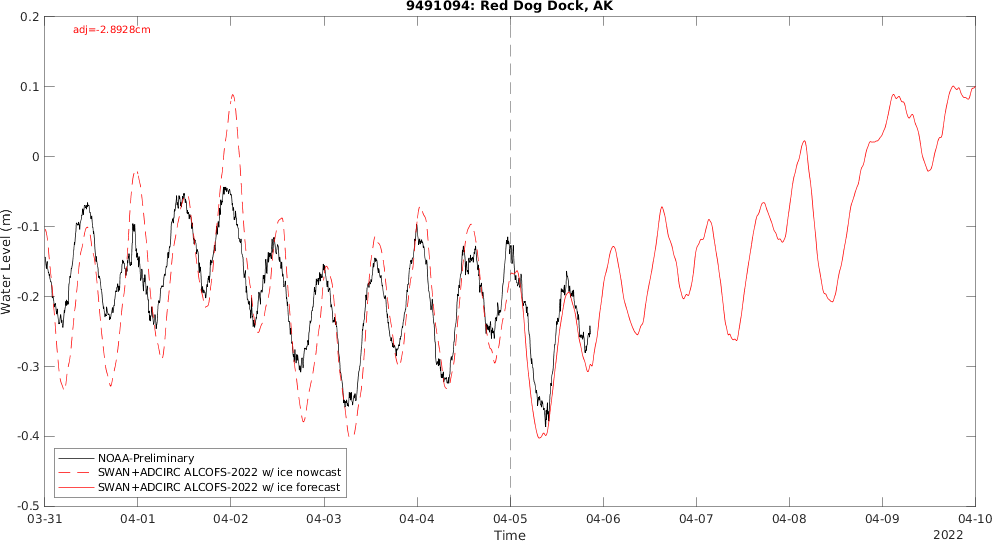 9491094: Red Dog Dock, AK
adj=-2.8928cm
Water Level (m)
0.2
0.1
0
-0.1
-0.2
-0.3
-0.4
-0.5
NOAA-Preliminary
SWAN+ADCIRC ALCOFS-2022 w/ ice nowcast
SWAN+ADCIRC ALCOFS-2022 w/ ice forecast
03-31 04-01 04-02 04-03 04-04 04-05 04-06 04-07 04-08 04-09 04-10
Time
2022